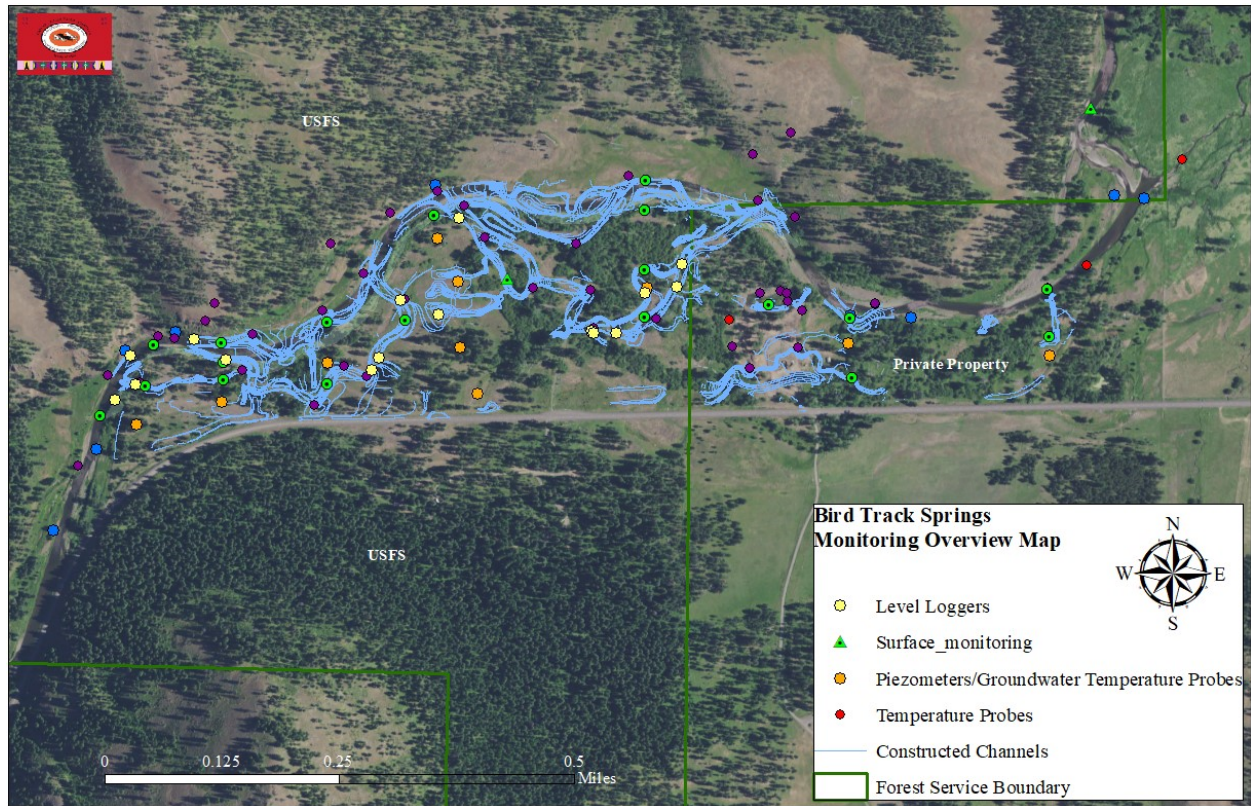 USFS
Private Property
USFS
Bird Track Springs
Monitoring Overview Map
N
W
E
S
Level Loggers
Surface_monitoring
Piezometers/Groundwater Temperature Probes
Temperature Probes
Constructed Channels
Forest Service Boundary
0
0.125
0.25
0.5
Miles